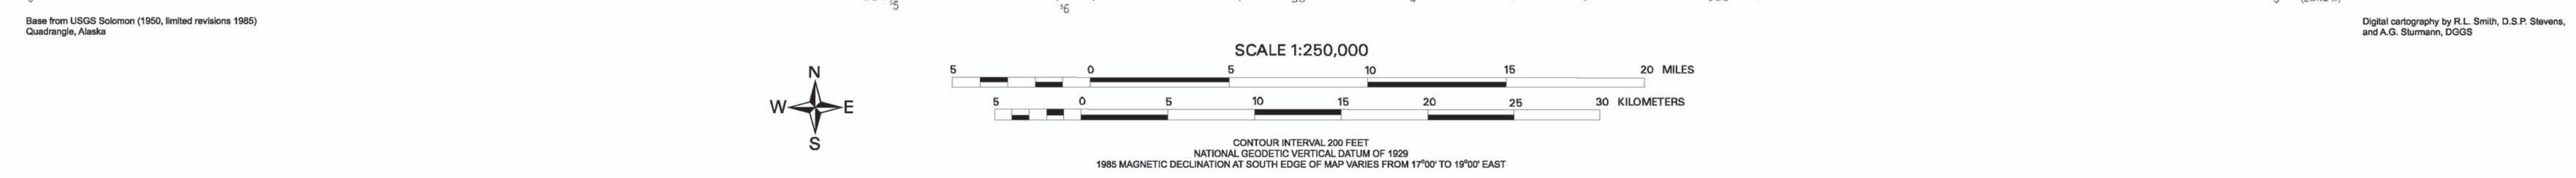 Base from USGS Solomon (1950, limited revisions 1985)
Quadrangle, Alaska
Digital cartography by R.L. Smith, D.S.P. Stevens,
and A.G. Sturmann, DGGS
SCALE 1:250,000
5 0 5 10 15 20 MILES
5 0 5 10 15 20 25 30 KILOMETERS
N
W E
S
CONTOUR INTERVAL 200 FEET
NATIONAL GEODETIC VERTICAL DATUM OF 1929
1985 MAGNETIC DECLINATION AT SOUTH EDGE OF MAP VARIES FROM 17°00' TO 19°00' EAST